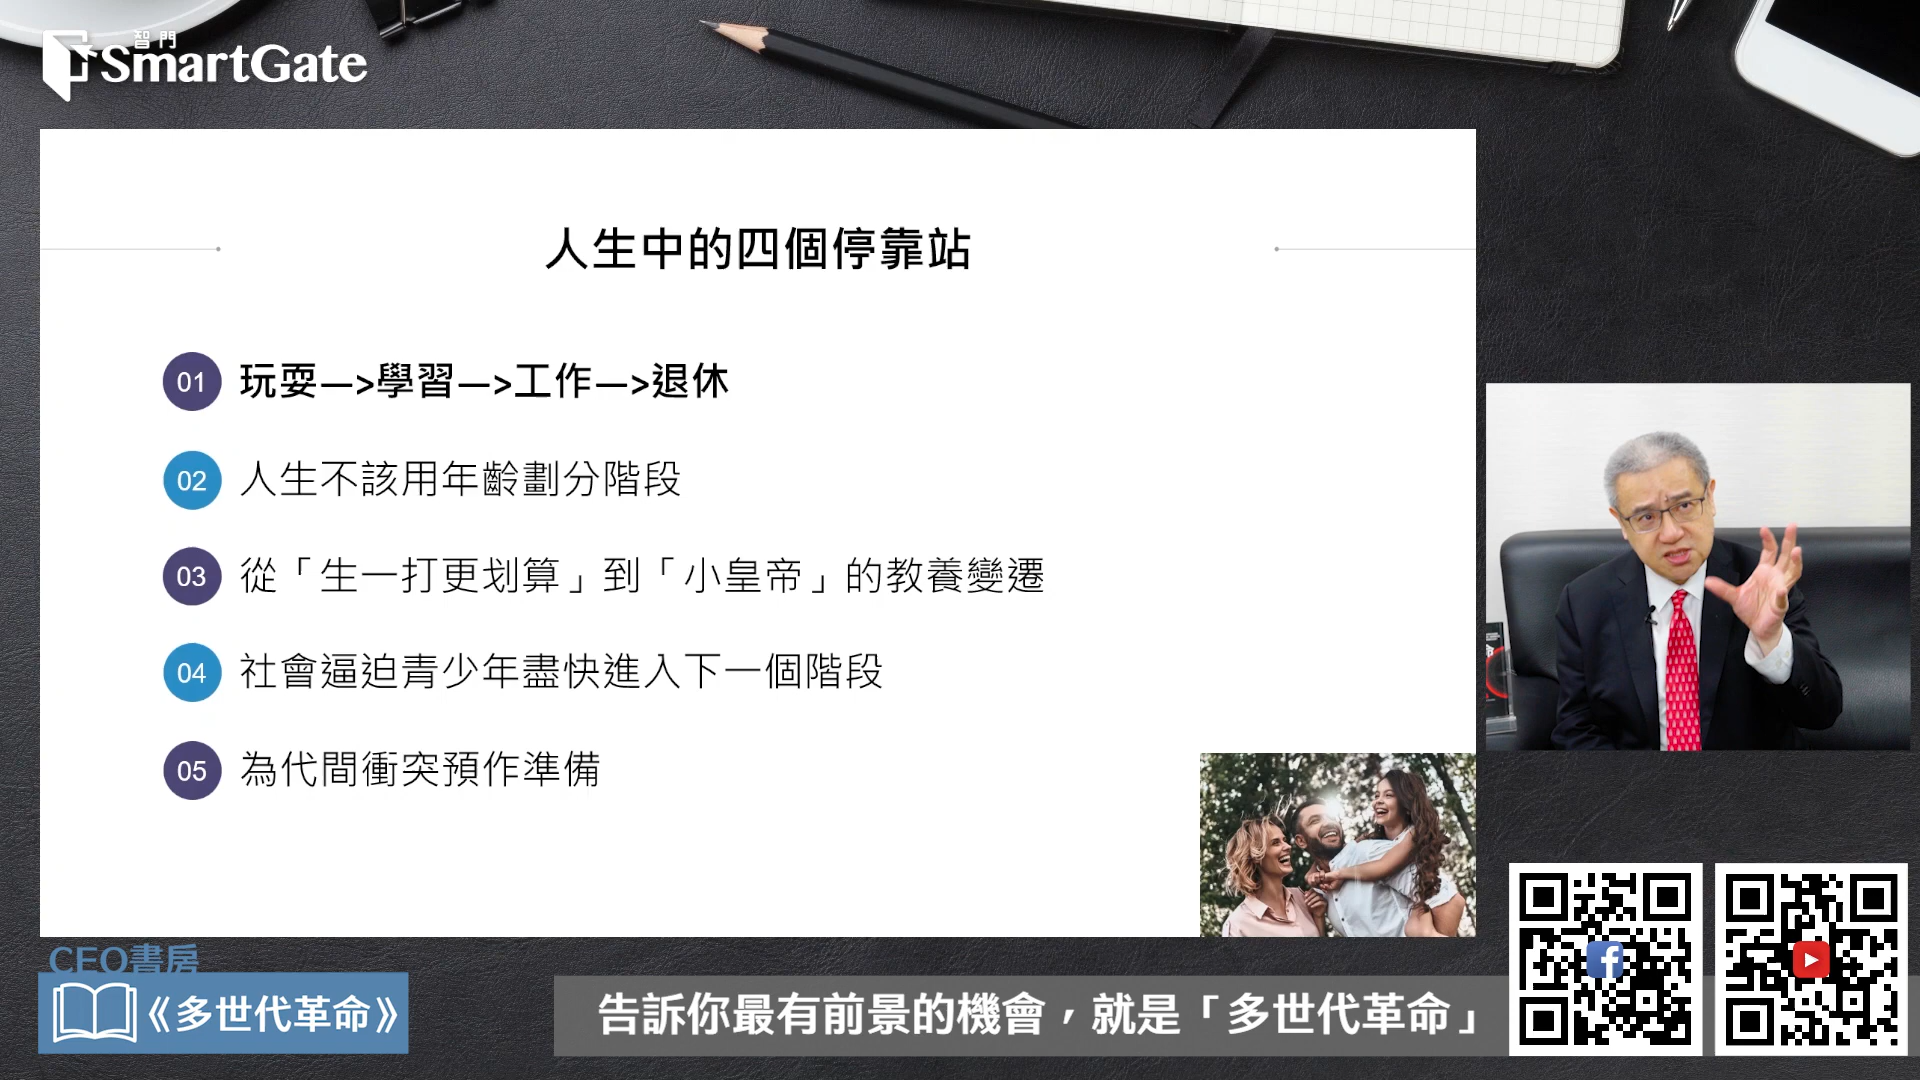 智門
SmartGate
人生中的四個停靠站
01 玩耍—>學習—>工作—>退休
02 人生不該用年齡劃分階段
03 從「生一打更划算」到「小皇帝」的教養變遷
04 社會逼迫青少年盡快進入下一個階段
05 為代間衝突預作準備
CEO書房
《多世代革命》
告訴你最有前景的機會，就是「多世代革命」